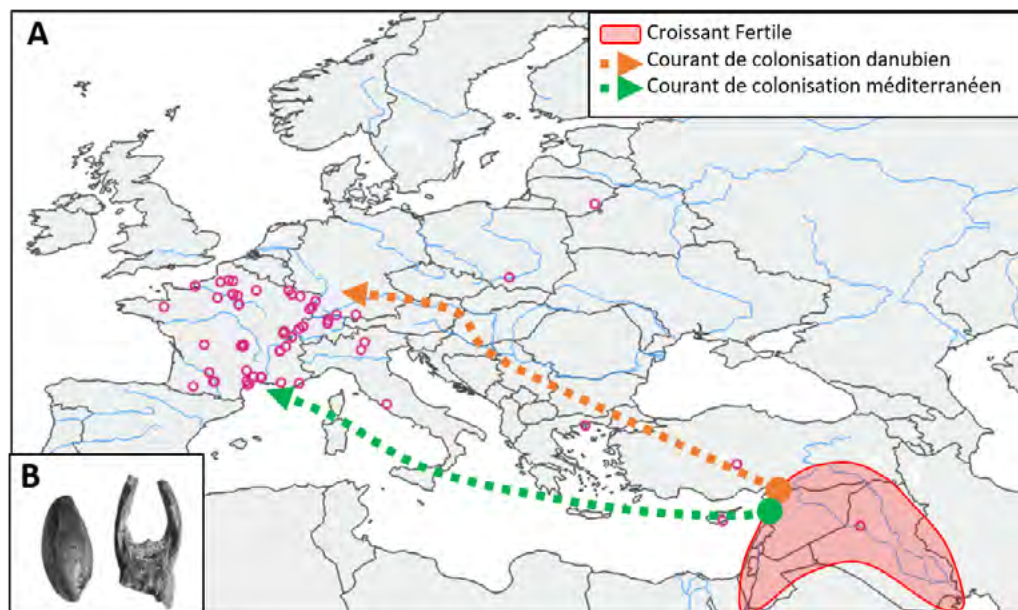 A
Croissant Fertile
Courant de colonisation danubien
Courant de colonisation méditerranéen
B